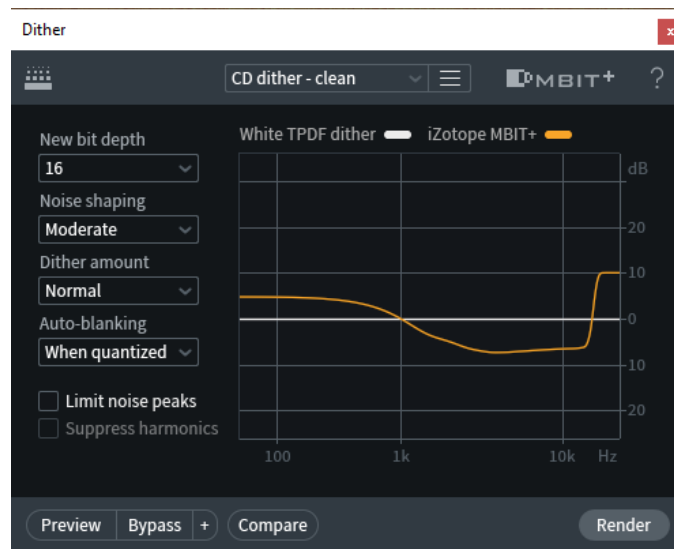 Dither
x
CD dither - clean
MBIT+
?
New bit depth
16
Noise shaping
Moderate
Dither amount
Normal
Auto-blanking
When quantized
Limit noise peaks
Suppress harmonics
White TPDF dither
iZotope MBIT+
dB
20
10
0
10
20
100
1k
10k
Hz
Preview
Bypass
+
Compare
Render